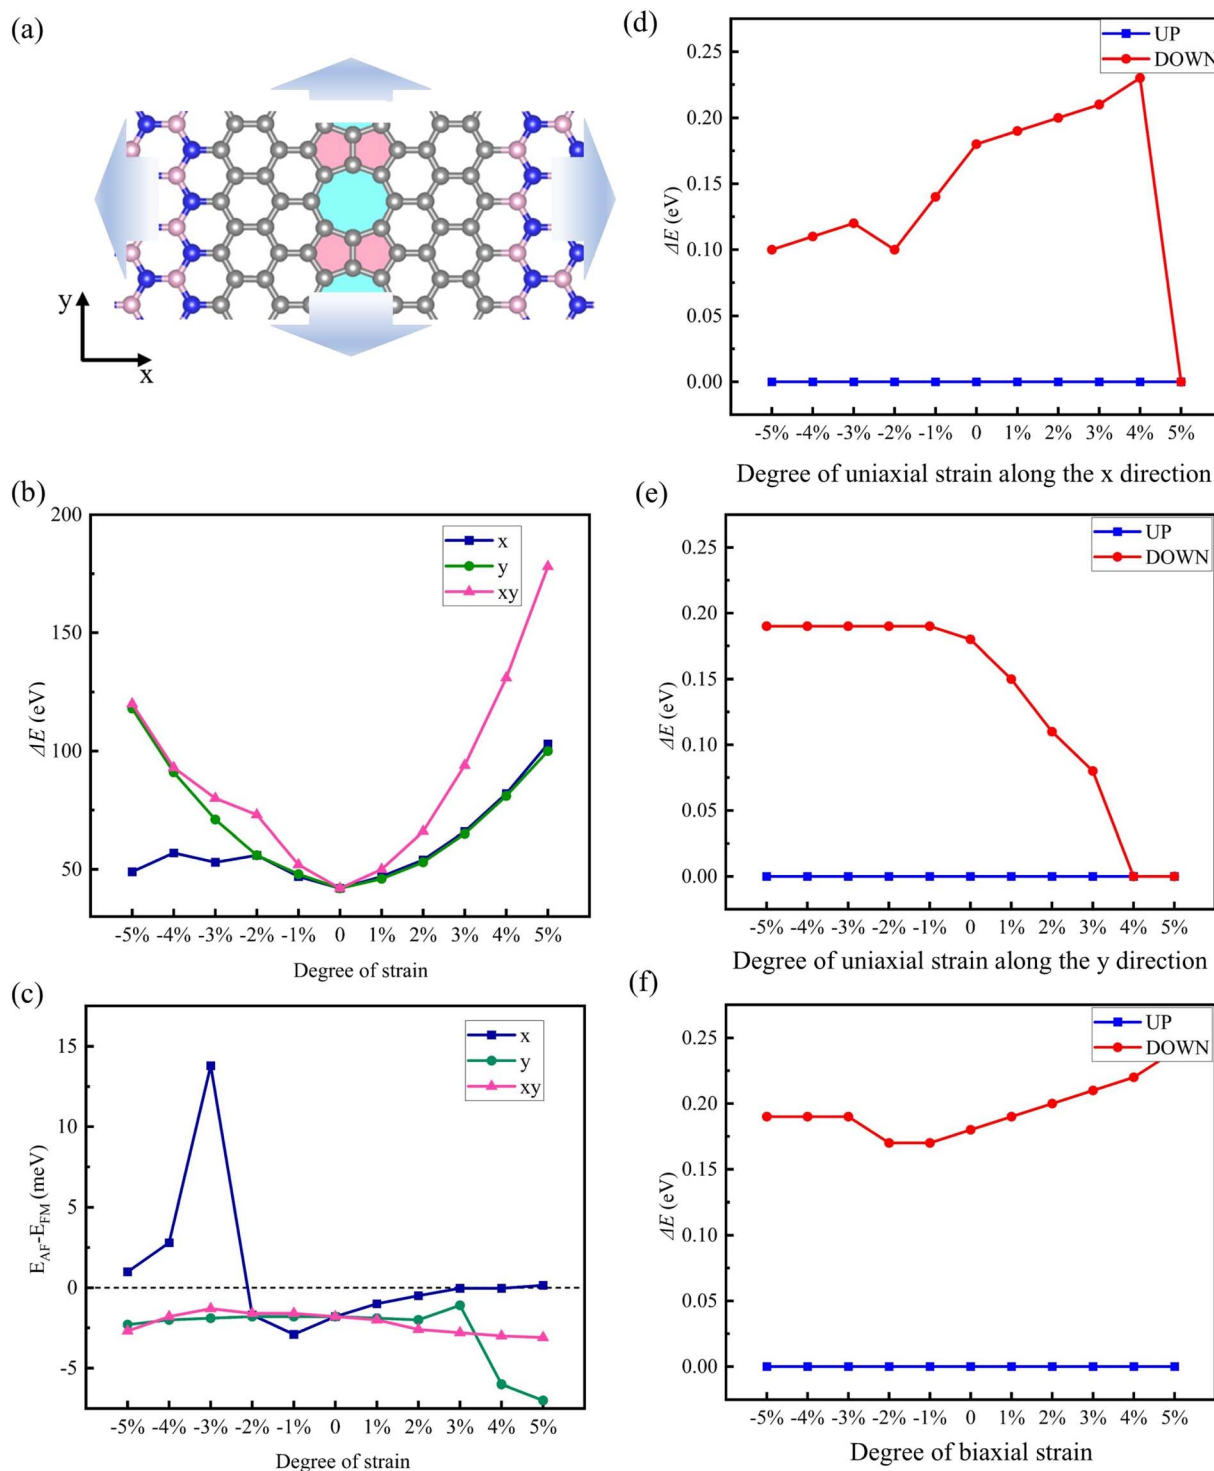 (a)
y
x
(b)
200
150
100
50
ΔE (eV)
x
y
xy
-5% -4% -3% -2% -1% 0 1% 2% 3% 4% 5%
Degree of strain
(c)
15
10
5
0
-5
E_AF-E_FM (meV)
x
y
xy
-5% -4% -3% -2% -1% 0 1% 2% 3% 4% 5%
Degree of strain
(d)
0.25
0.20
0.15
0.10
0.05
0.00
ΔE (eV)
UP
DOWN
-5% -4% -3% -2% -1% 0 1% 2% 3% 4% 5%
Degree of uniaxial strain along the x direction
(e)
0.25
0.20
0.15
0.10
0.05
0.00
ΔE (eV)
UP
DOWN
-5% -4% -3% -2% -1% 0 1% 2% 3% 4% 5%
Degree of uniaxial strain along the y direction
(f)
0.25
0.20
0.15
0.10
0.05
0.00
ΔE (eV)
UP
DOWN
-5% -4% -3% -2% -1% 0 1% 2% 3% 4% 5%
Degree of biaxial strain